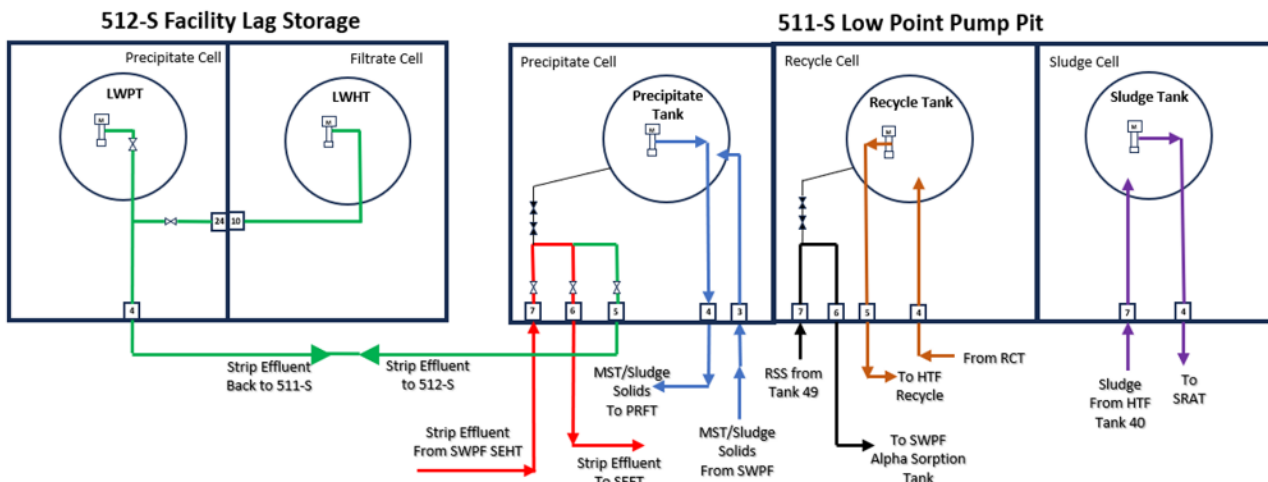 512-S Facility Lag Storage
511-S Low Point Pump Pit
Precipitate Cell
Filtrate Cell
Precipitate Cell
Recycle Cell
Sludge Cell
LWPT
LWHT
Precipitate
Tank
Recycle Tank
Sludge Tank
M
M
M
M
M
24
10
4
7
6
5
4
3
7
6
5
4
7
4
Strip Effluent
Back to 511-S
Strip Effluent
to 512-S
MST/Sludge
Solids
To PRFT
RSS from
Tank 49
To HTF
Recycle
From RCT
Sludge
From HTF
Tank 40
To
SRAT
Strip Effluent
From SWPF SEHT
Strip Effluent
To SEFT
MST/Sludge
Solids
From SWPF
To SWPF
Alpha Sorption
Tank